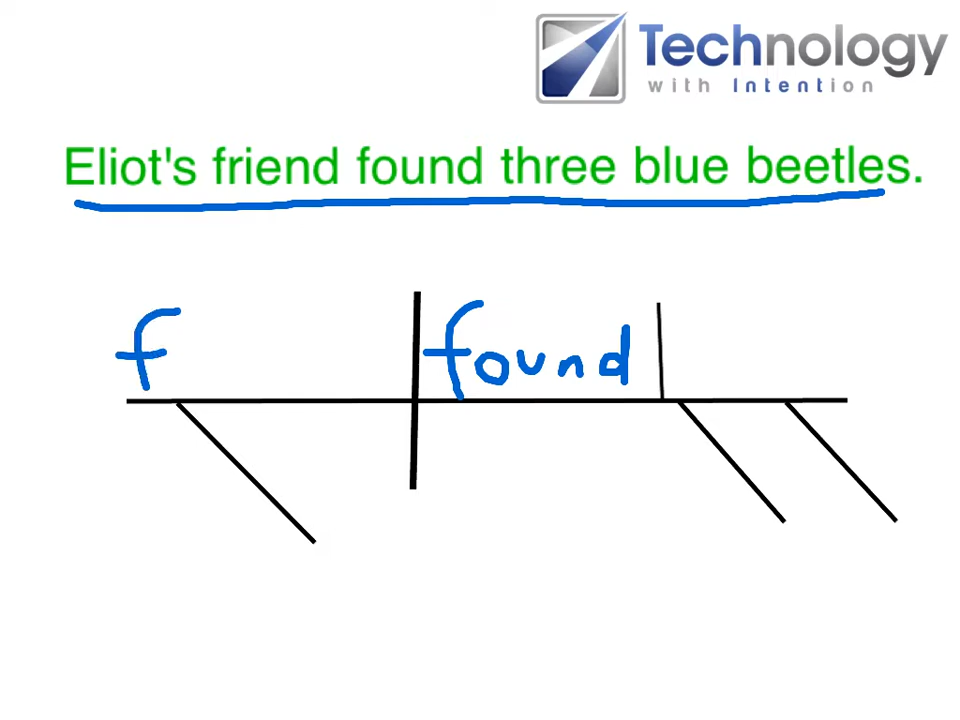 Technology
with Intention
Eliot's friend found three blue beetles.
f found